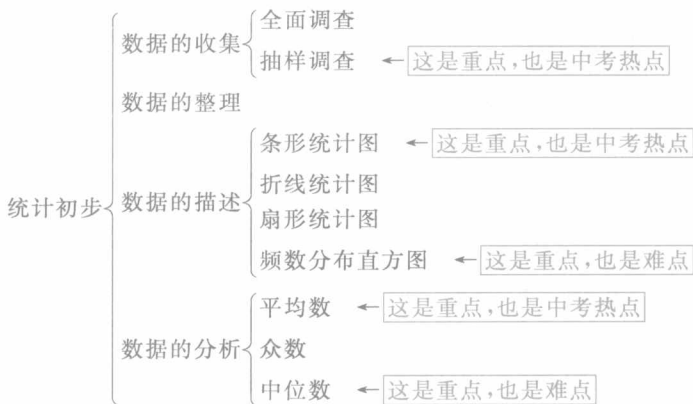 全面调查
数据的收集
抽样调查 ← 这是重点,也是中考热点
数据的整理
条形统计图 ← 这是重点,也是中考热点
折线统计图
统计初步 数据的描述
扇形统计图
频数分布直方图 ← 这是重点,也是难点
平均数 ← 这是重点,也是中考热点
数据的分析 众数
中位数 ← 这是重点,也是难点